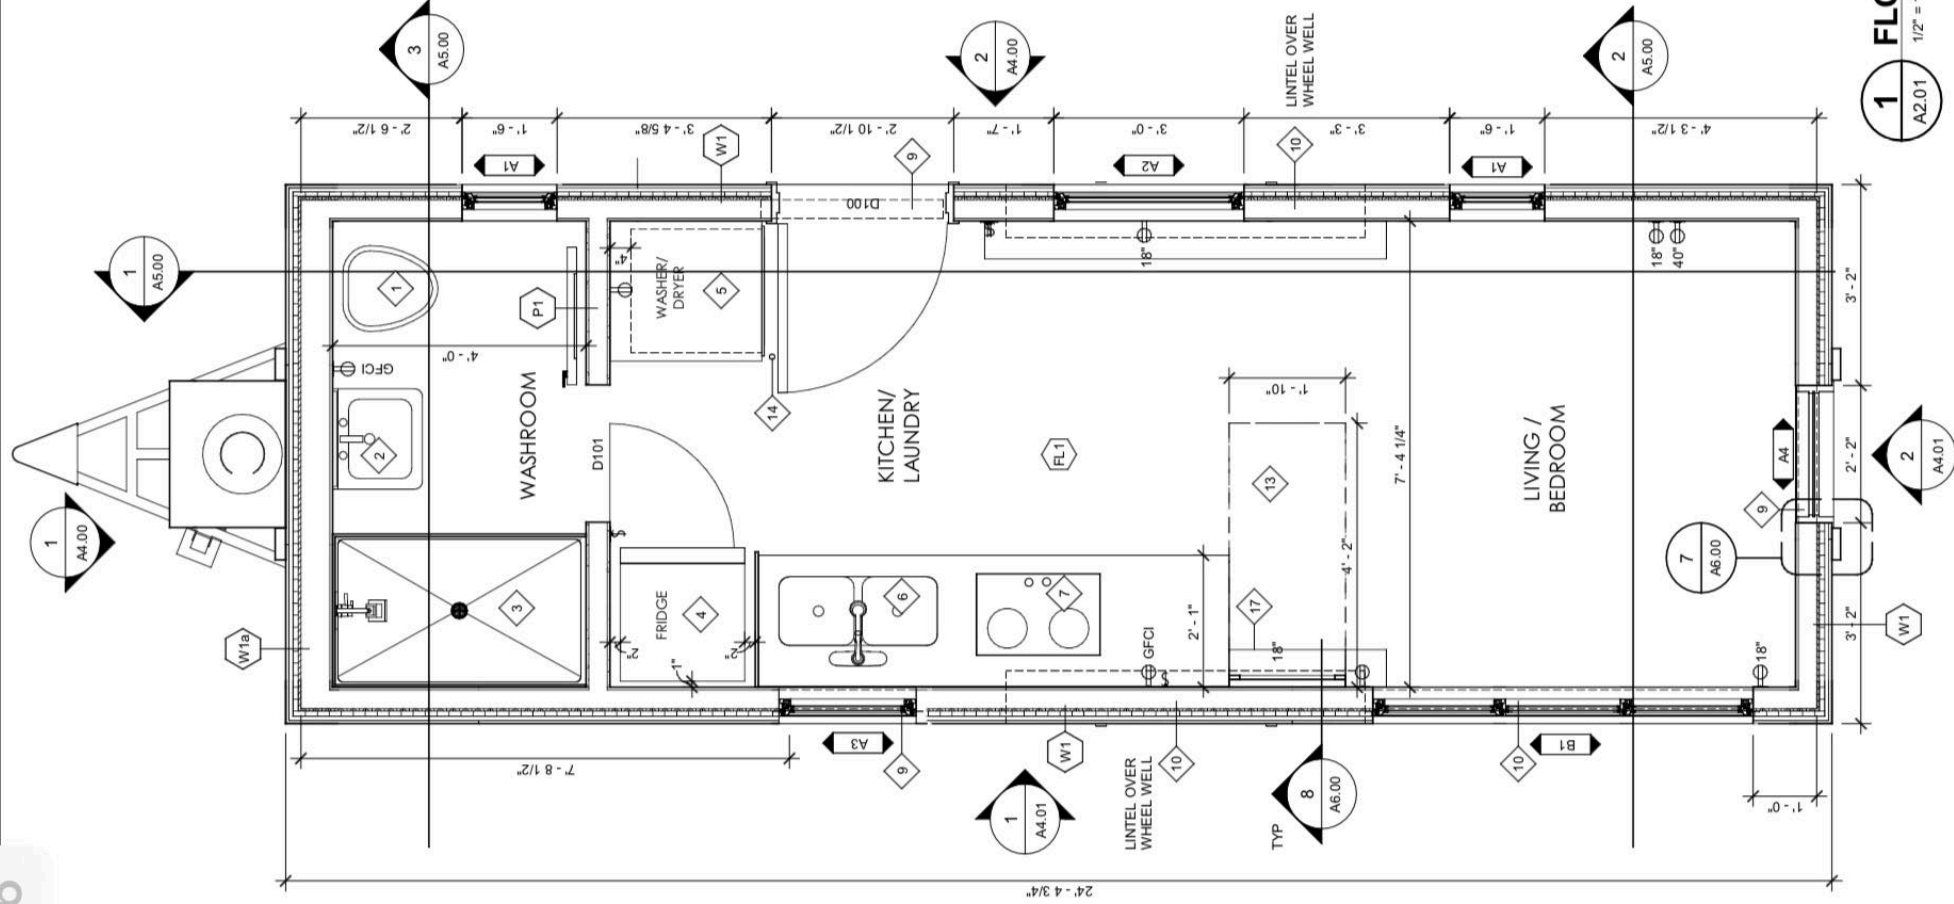 3
A5.00
2
A4.00
LINTEL OVER
WHEEL WELL
2
A5.00
1
A2.01
FLO
1/2" =
2' - 6 1/2"
1' - 6"
3' - 4 5/8"
2' - 10 1/2"
1' - 7"
3' - 0"
3' - 3"
1' - 6"
4' - 3 1/2"
A1
W1
9
A2
10
A1
D100
1
A5.00
1
P1
4"
WASHER/
DRYER
5
18"
18"
40"
3' - 2"
4' - 0"
GFCI
2
WASHROOM
D101
14
KITCHEN/
LAUNDRY
FL1
1' - 10"
13
7' - 4 1/4"
LIVING /
BEDROOM
A4
9
2' - 2"
2
A4.01
1
A4.00
7
A6.00
W1a
3
FRIDGE
4
2"
1"
2"
6
7
2' - 1"
GFCI
17
18"
4' - 2"
18"
3' - 2"
W1
7' - 8 1/2"
A3
9
1
A4.01
W1
10
LINTEL OVER
WHEEL WELL
TYP
8
A6.00
10
B1
1' - 0"
24' - 4 3/4"